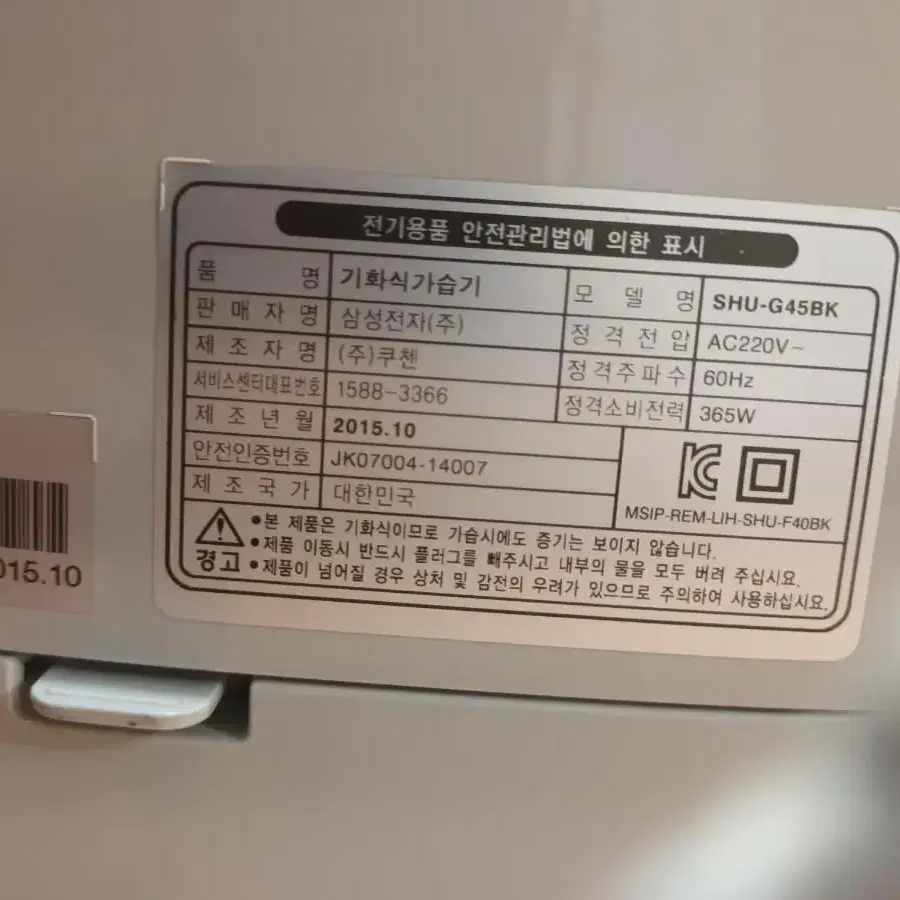 전기용품 안전관리법에 의한 표시
품 명 기화식가습기 모 델 명 SHU-G45BK
판 매 자 명 삼성전자(주) 정 격 전 압 AC220V~
제 조 자 명 (주)쿠첸 정격주파수 60Hz
서비스센터대표번호 1588-3366 정격소비전력 365W
제 조 년 월 2015.10
안전인증번호 JK07004-14007
제 조 국 가 대한민국
MSIP-REM-LIH-SHU-F40BK
경고
•본 제품은 기화식이므로 가습시에도 증기는 보이지 않습니다.
•제품 이동시 반드시 플러그를 빼주시고 내부의 물을 모두 버려 주십시요.
•제품이 넘어질 경우 상처 및 감전의 우려가 있으므로 주의하여 사용하십시요.
015.10